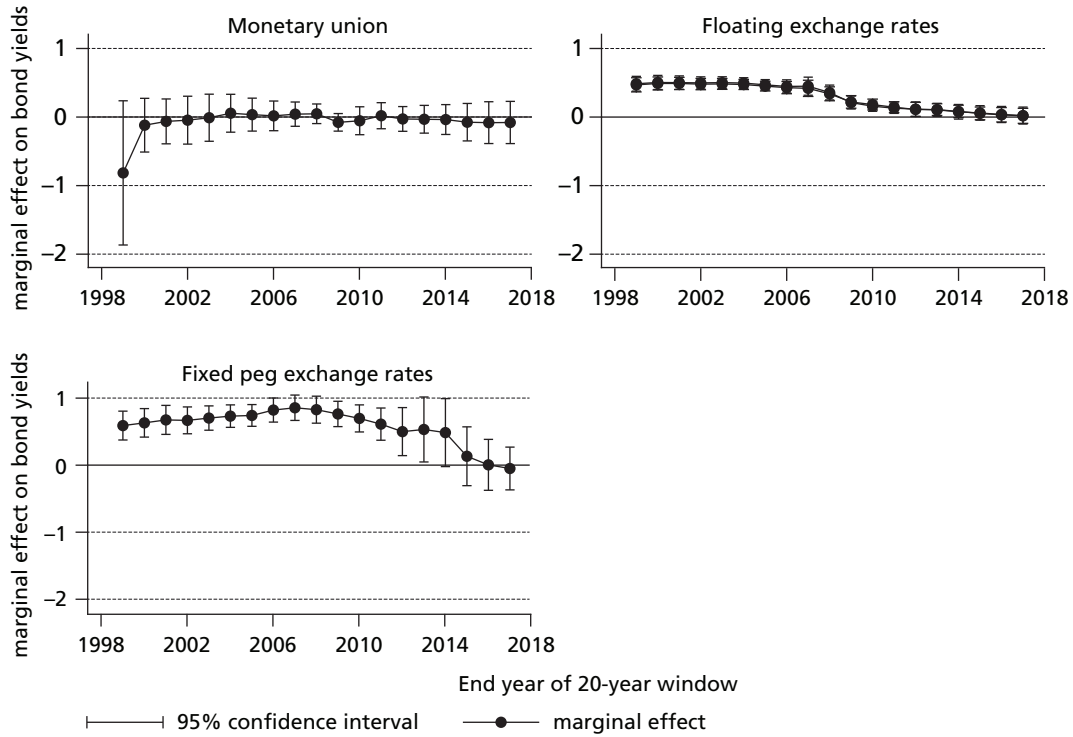 Monetary union
marginal effect on bond yields
1
0
−1
−2
1998 2002 2006 2010 2014 2018
Floating exchange rates
1
0
−1
−2
1998 2002 2006 2010 2014 2018
Fixed peg exchange rates
marginal effect on bond yields
1
0
−1
−2
1998 2002 2006 2010 2014 2018
End year of 20-year window
95% confidence interval marginal effect